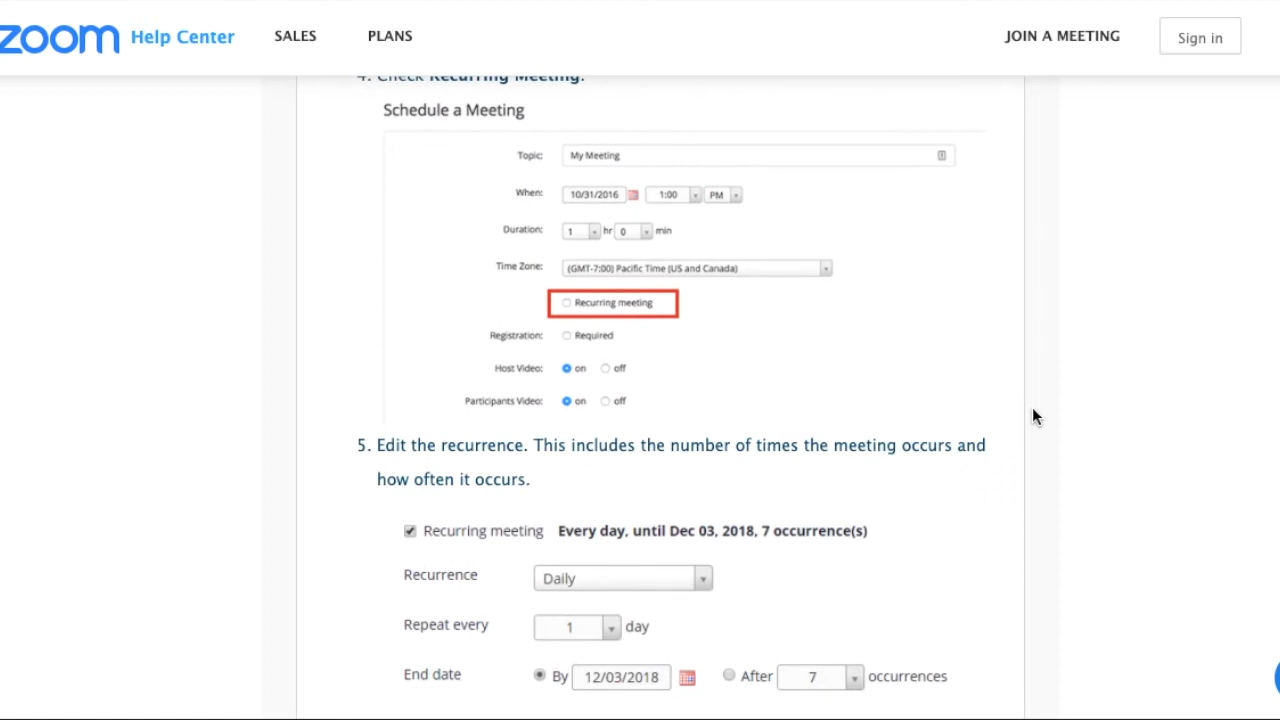 zoom Help Center SALES PLANS JOIN A MEETING Sign in
4. Check Recurring Meeting.
Schedule a Meeting
Topic: My Meeting
When: 10/31/2016 1:00 PM
Duration: 1 hr 0 min
Time Zone: (GMT-7:00) Pacific Time (US and Canada)
Recurring meeting
Registration: Required
Host Video: on off
Participants Video: on off
5. Edit the recurrence. This includes the number of times the meeting occurs and
how often it occurs.
Recurring meeting Every day, until Dec 03, 2018, 7 occurrence(s)
Recurrence Daily
Repeat every 1 day
End date By 12/03/2018 After 7 occurrences